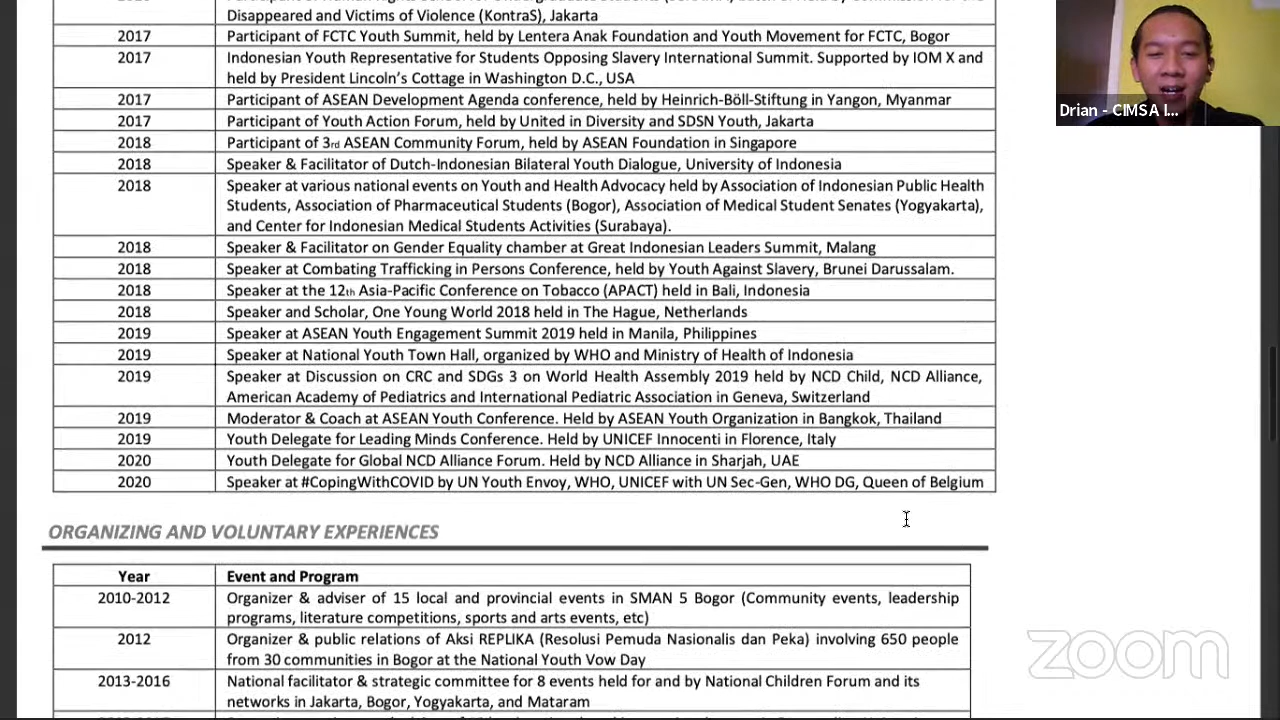 Disappeared and Victims of Violence (KontraS), Jakarta
2017 Participant of FCTC Youth Summit, held by Lentera Anak Foundation and Youth Movement for FCTC, Bogor
2017 Indonesian Youth Representative for Students Opposing Slavery International Summit. Supported by IOM X and
held by President Lincoln's Cottage in Washington D.C., USA
2017 Participant of ASEAN Development Agenda conference, held by Heinrich-Böll-Stiftung in Yangon, Myanmar
2017 Participant of Youth Action Fum, held by United in Diversity and SDSN Youth, Jakarta
2018 Participant of 3rd ASEAN Community Forum, held by ASEAN Foundation in Singapore
2018 Speaker & Facilitator of Dutch-Indonesian Bilateral Youth Dialogue, University of Indonesia
2018 Speaker at various national events on Youth and Health Advocacy held by Association of Indonesian Public Health
Students, Association of Pharmaceutical Students (Bogor), Association of Medical Student Senates (Yogyakarta),
and Center for Indonesian Medical Students Activities (Surabaya).
2018 Speaker & Facilitator on Gender Equality chamber at Great Indonesian Leaders Summit, Malang
2018 Speaker at Combating Trafficking in Persons Conference, held by Youth Against Slavery, Brunei Darussalam.
2018 Speaker at the 12th Asia-Pacific Conference on Tobacco (APACT) held in Bali, Indonesia
2018 Speaker and Scholar, One Young World 2018 held in The Hague, Netherlands
2019 Speaker at ASEAN Youth Engagement Summit 2019 held in Manila, Philippines
2019 Speaker at National Youth Town Hall, organized by WHO and Ministry of Health of Indonesia
2019 Speaker at Discussion on CRC and SDGs 3 on World Health Assembly 2019 held by NCD Child, NCD Alliance,
American Academy of Pediatrics and International Pediatric Association in Geneva, Switzerland
2019 Moderator & Coach at ASEAN Youth Conference. Held by ASEAN Youth Organization in Bangkok, Thailand
2019 Youth Delegate for Leading Minds Conference. Held by UNICEF Innocenti in Florence, Italy
2020 Youth Delegate for Global NCD Alliance Forum. Held by NCD Alliance in Sharjah, UAE
2020 Speaker at #CopingWithCOVID by UN Youth Envoy, WHO, UNICEF with UN Sec-Gen, WHO DG, Queen of Belgium
ORGANIZING AND VOLUNTARY EXPERIENCES
Year Event and Program
2010-2012 Organizer & adviser of 15 local and provincial events in SMAN 5 Bogor (Community events, leadership
programs, literature competitions, sports and arts events, etc)
2012 Organizer & public relations of Aksi REPLIKA (Resolusi Pemuda Nasionalis dan Peka) involving 650 people
from 30 communities in Bogor at the National Youth Vow Day
2013-2016 National facilitator & strategic committee for 8 events held for and by National Children Forum and its
networks in Jakarta, Bogor, Yogyakarta, and Mataram
Drian - CIMSA I...
zoom